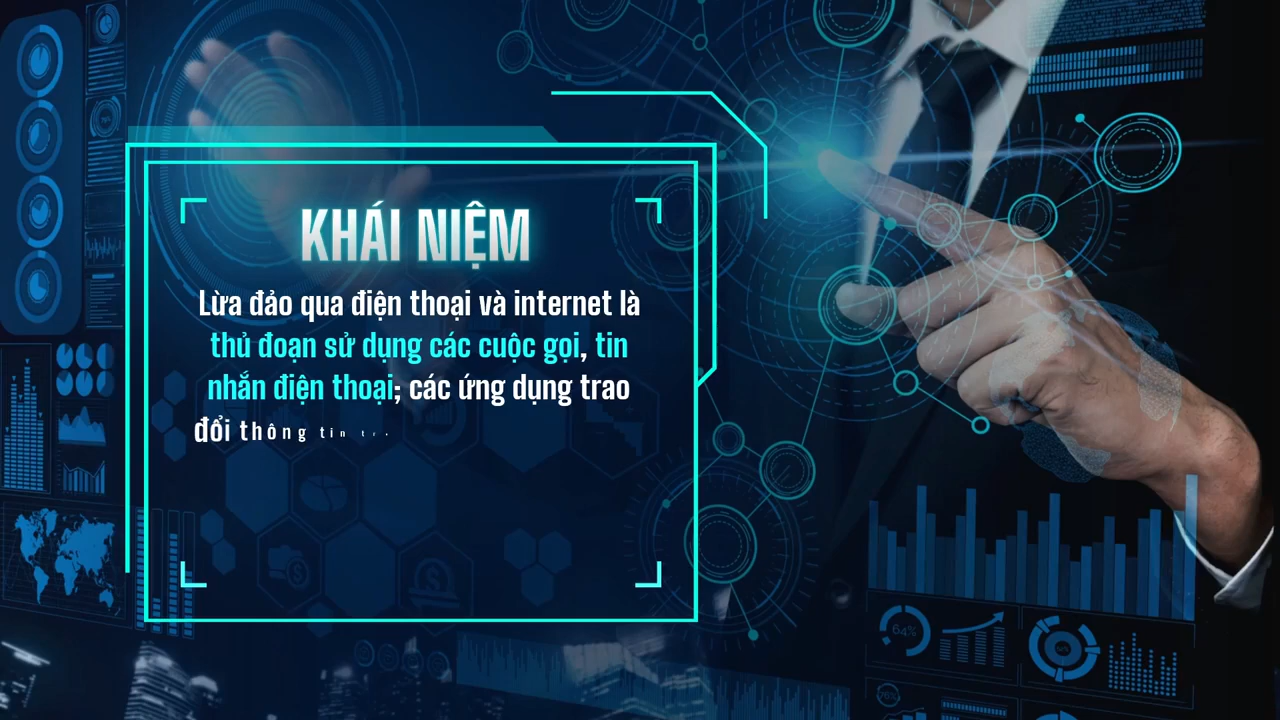 KHÁI NIỆM
Lừa đảo qua điện thoại và internet là
thủ đoạn sử dụng các cuộc gọi, tin
nhắn điện thoại; các ứng dụng trao
đổi thông tin
64%